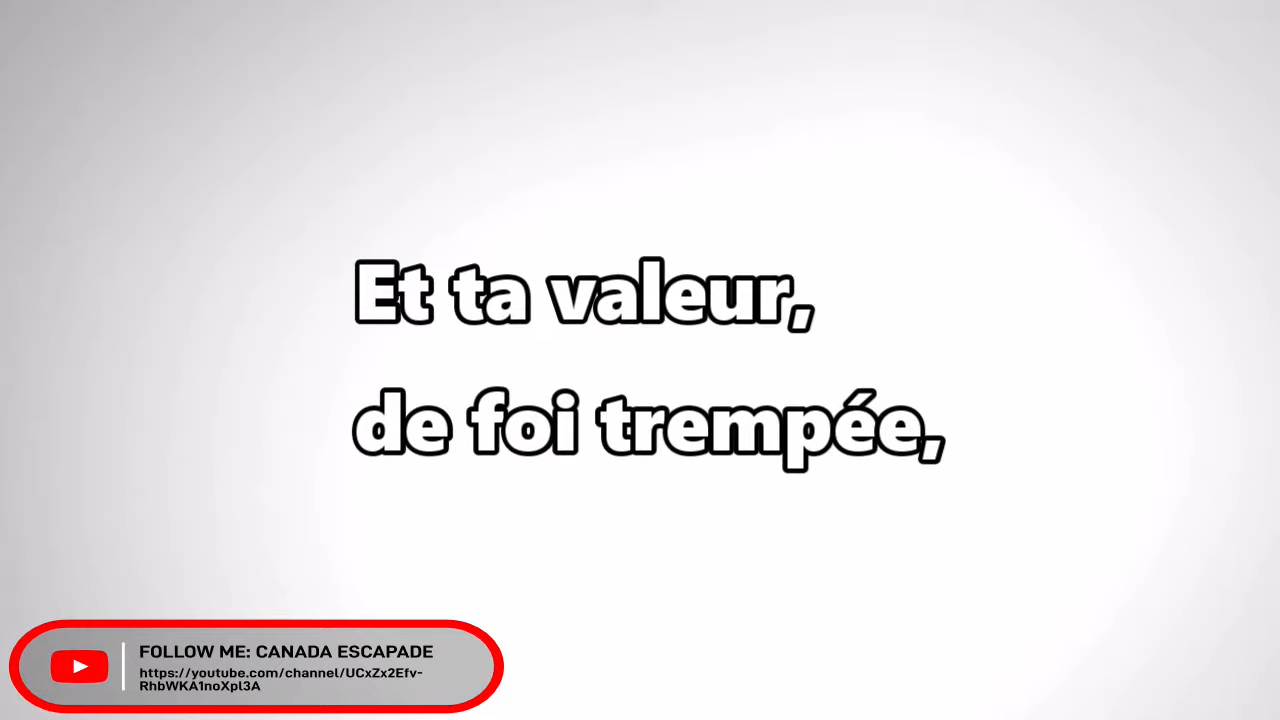 Et ta valeur,
de foi trempée,
FOLLOW ME: CANADA ESCAPADE
https://youtube.com/channel/UCxZx2Efv-
RhbWKA1noXpl3A